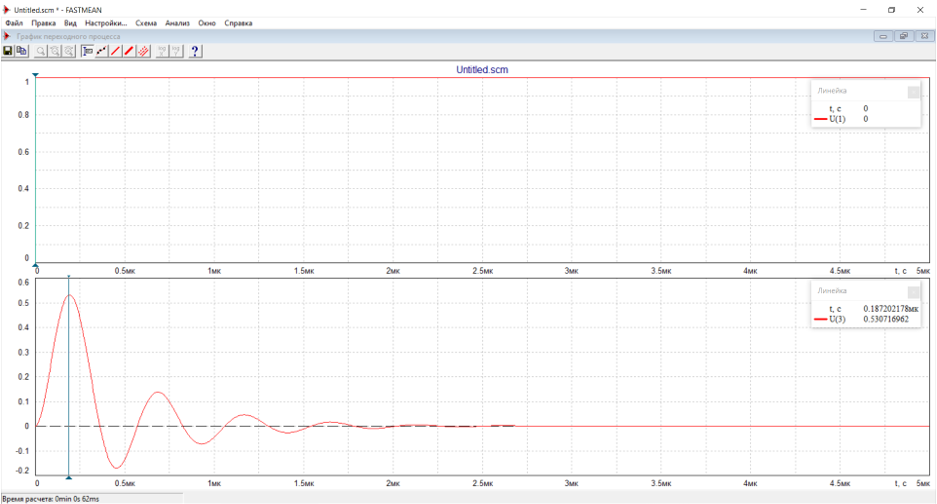 Untitled.scm * - FASTMEAN
Файл Правка Вид Настройки... Схема Анализ Окно Справка
График переходного процесса
Untitled.scm
1
0.8
0.6
0.4
0.2
0
Линейка
t, с 0
U(1) 0
0 0.5мк 1мк 1.5мк 2мк 2.5мк 3мк 3.5мк 4мк 4.5мк t, с 5мк
0.6
0.5
0.4
0.3
0.2
0.1
0
-0.1
-0.2
Линейка
t, с 0.187202178мк
U(3) 0.530716962
0 0.5мк 1мк 1.5мк 2мк 2.5мк 3мк 3.5мк 4мк 4.5мк t, с 5мк
Время расчета: 0min 0s 62ms